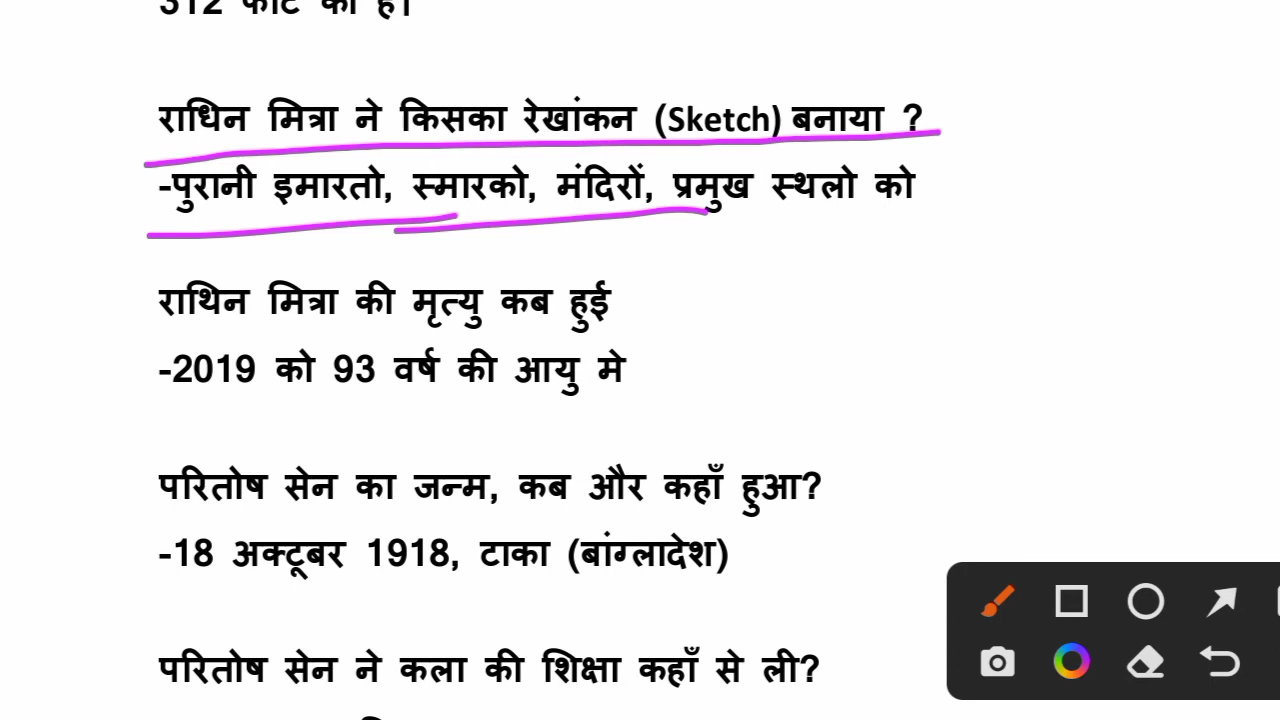 312 फीट का है।
राधिन मित्रा ने किसका रेखांकन (Sketch) बनाया ?
-पुरानी इमारतो, स्मारको, मंदिरों, प्रमुख स्थलो को
राथिन मित्रा की मृत्यु कब हुई
-2019 को 93 वर्ष की आयु मे
परितोष सेन का जन्म, कब और कहाँ हुआ?
-18 अक्टूबर 1918, टाका (बांग्लादेश)
परितोष सेन ने कला की शिक्षा कहाँ से ली?